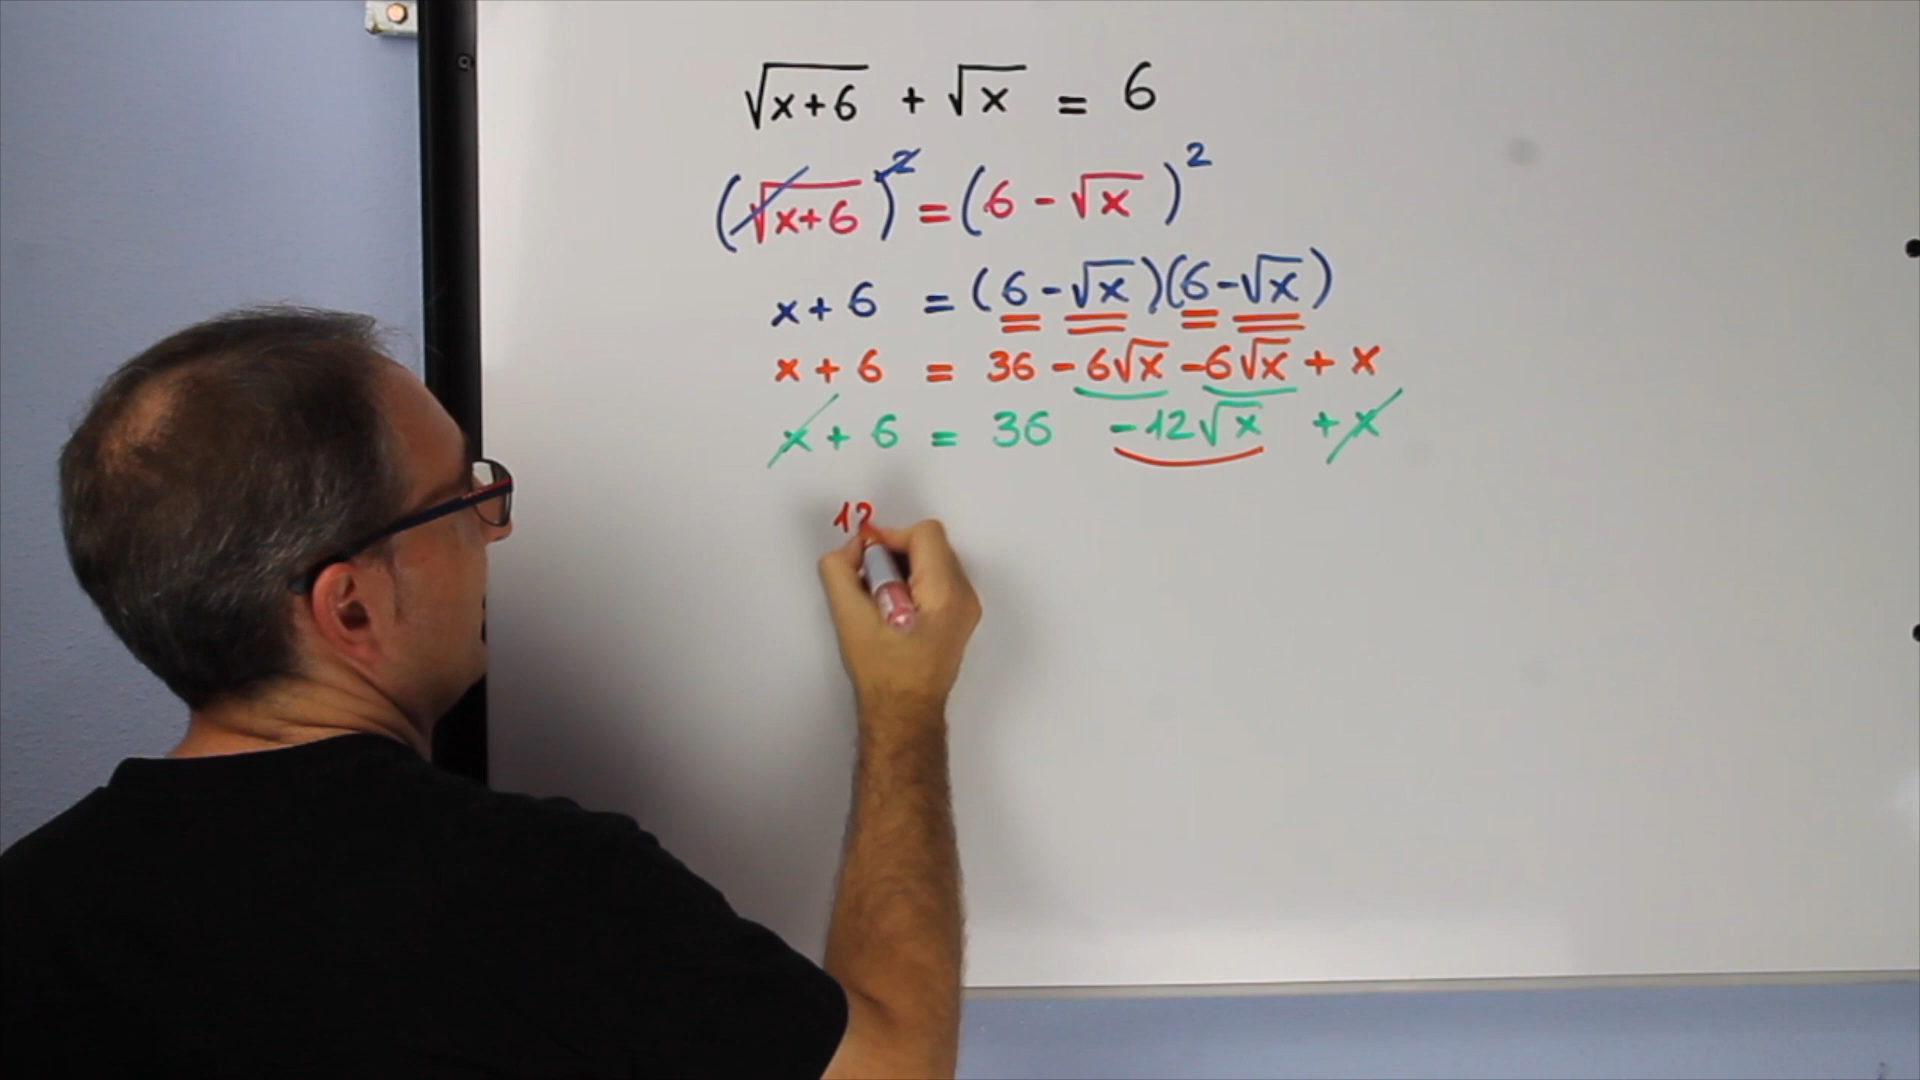 √x+6 + √x = 6
(√x+6)² = (6 - √x)²
x + 6 = (6 - √x)(6 - √x)
x + 6 = 36 - 6√x - 6√x + x
x + 6 = 36 - 12√x + x
12